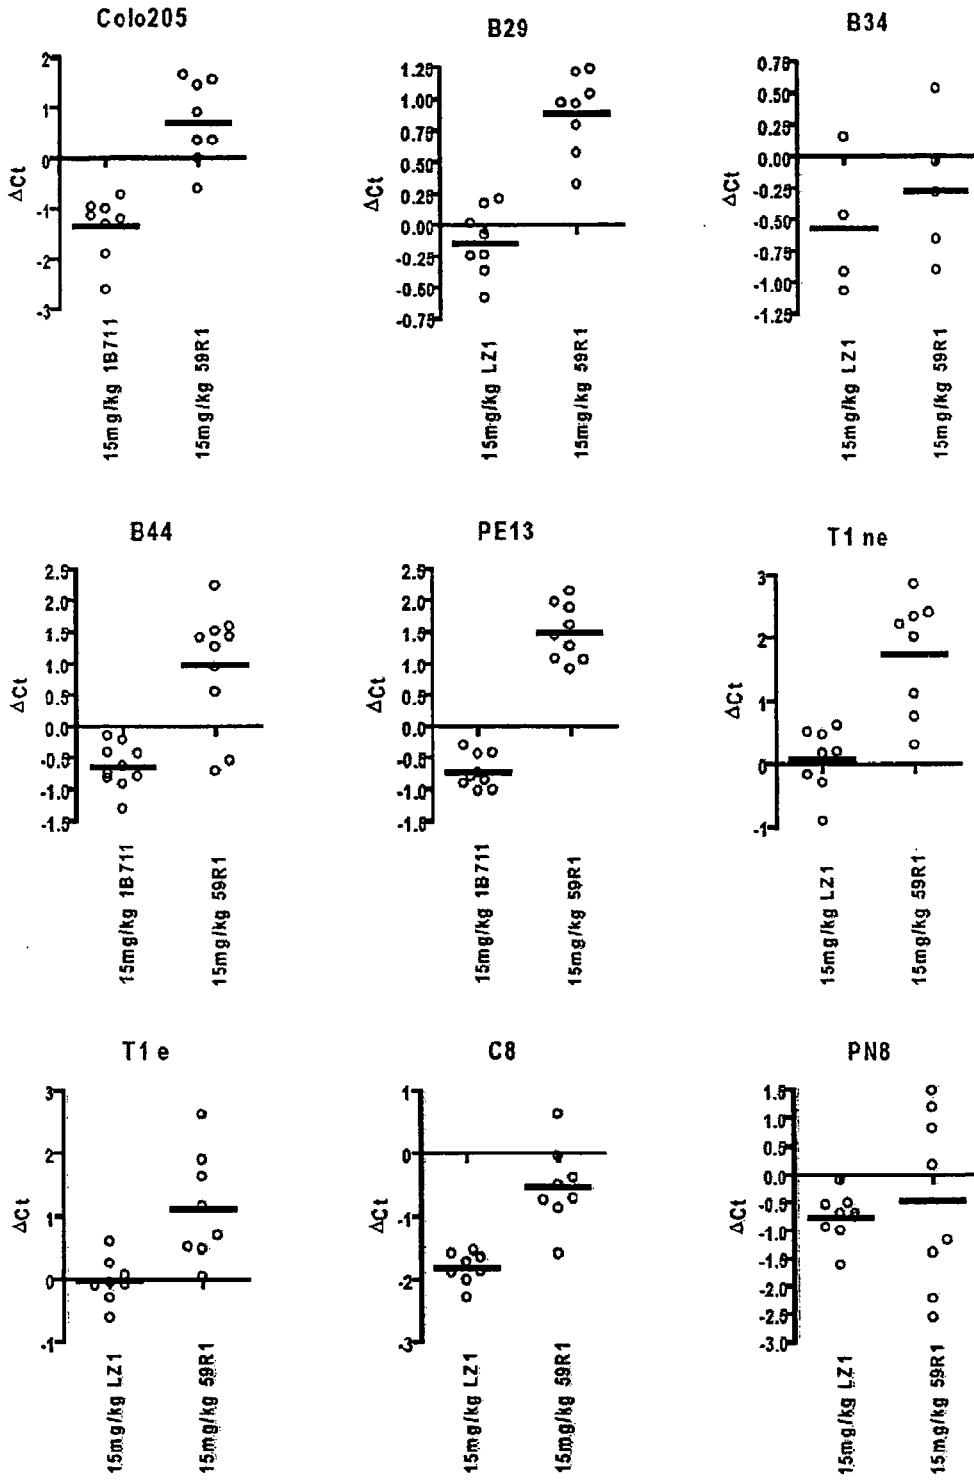 Colo205
2
1
0
-1
-2
-3
ΔCt
15mg/kg 1B711
15mg/kg 59R1
B29
1.25
1.00
0.75
0.50
0.25
0.00
-0.25
-0.50
-0.75
ΔCt
15mg/kg LZ1
15mg/kg 59R1
B34
0.75
0.50
0.25
0.00
-0.25
-0.50
-0.75
-1.00
-1.25
ΔCt
15mg/kg LZ1
15mg/kg 59R1
B44
2.5
2.0
1.5
1.0
0.5
0.0
-0.5
-1.0
-1.5
ΔCt
15mg/kg 1B711
15mg/kg 59R1
PE13
2.5
2.0
1.5
1.0
0.5
0.0
-0.5
-1.0
-1.5
ΔCt
15mg/kg 1B711
15mg/kg 59R1
T1 ne
3
2
1
0
-1
ΔCt
15mg/kg LZ1
15mg/kg 59R1
T1 e
3
2
1
0
-1
ΔCt
15mg/kg LZ1
15mg/kg 59R1
C8
1
0
-1
-2
-3
ΔCt
15mg/kg LZ1
15mg/kg 59R1
PN8
1.5
1.0
0.5
0.0
-0.5
-1.0
-1.5
-2.0
-2.5
-3.0
ΔCt
15mg/kg LZ1
15mg/kg 59R1